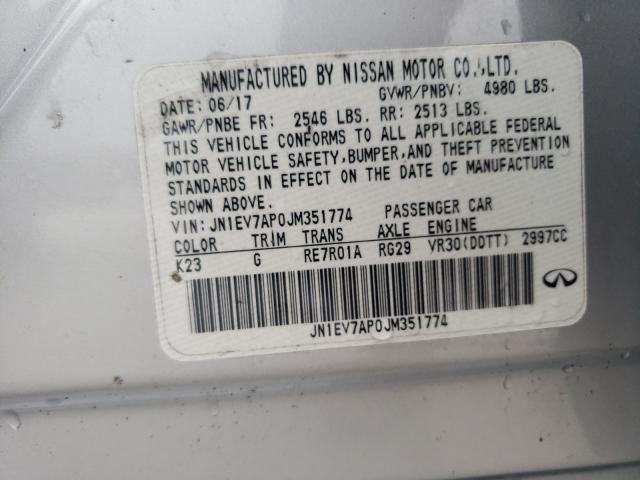 MANUFACTURED BY NISSAN MOTOR CO.,LTD.
DATE: 06/17 GVWR/PNBV: 4980 LBS.
GAWR/PNBE FR: 2546 LBS. RR: 2513 LBS.
THIS VEHICLE CONFORMS TO ALL APPLICABLE FEDERAL
MOTOR VEHICLE SAFETY,BUMPER,AND THEFT PREVENTION
STANDARDS IN EFFECT ON THE DATE OF MANUFACTURE
SHOWN ABOVE.
VIN: JN1EV7AP0JM351774 PASSENGER CAR
COLOR TRIM TRANS AXLE ENGINE
K23 G RE7R01A RG29 VR30(DDTT) 2997CC
JN1EV7AP0JM351774